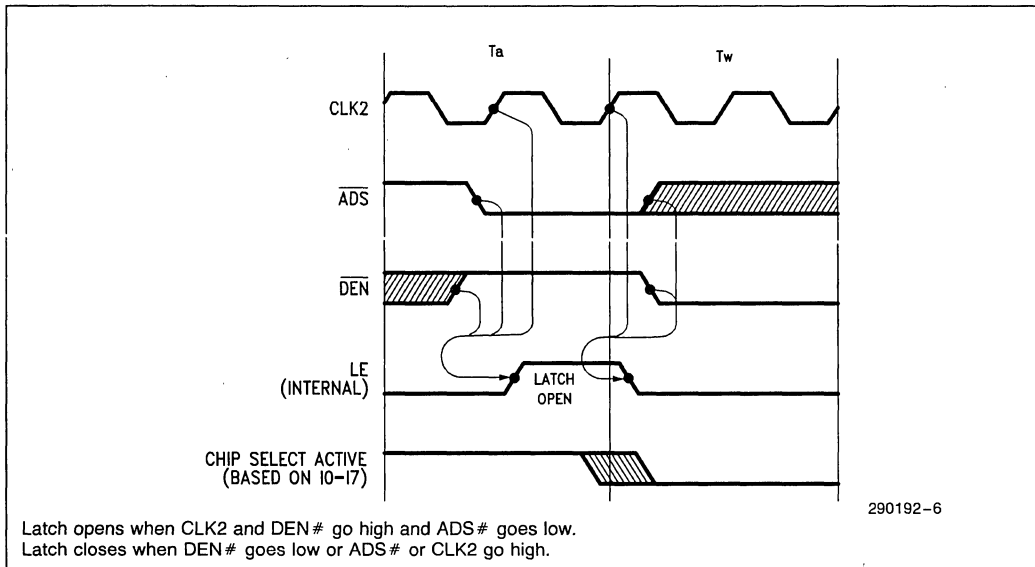 Ta
Tw
CLK2
ADS
DEN
LE
(INTERNAL)
LATCH
OPEN
CHIP SELECT ACTIVE
(BASED ON 10-17)
290192-6
Latch opens when CLK2 and DEN# go high and ADS# goes low.
Latch closes when DEN# goes low or ADS# or CLK2 go high.